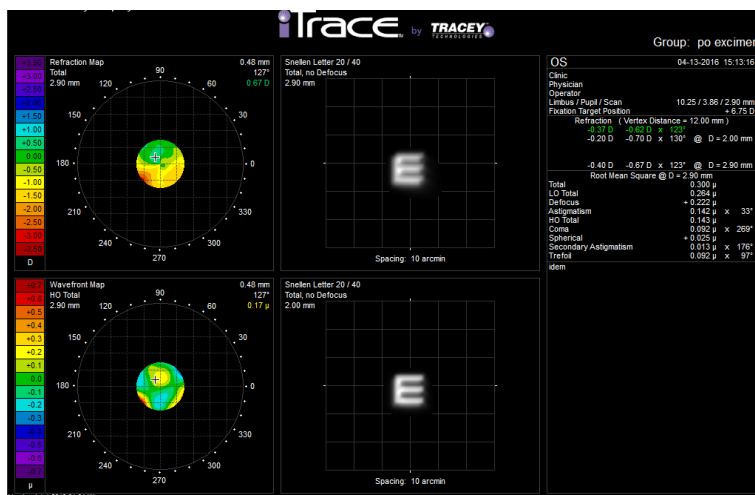 iTrace by TRACEY TECHNOLOGIES
Group: po excimer
+3.50
+3.00
+2.50
+1.50
+1.00
+0.50
0.00
-0.50
-1.00
-1.50
-2.00
-2.50
-3.00
-3.50
D
Refraction Map 0.48 mm
Total 127°
2.90 mm 0.67 D
90
120 60
150 30
180 0
210 330
240 300
270
Snellen Letter 20 / 40
Total, no Defocus
2.90 mm
E
Spacing: 10 arcmin
OS 04-13-2016 15:13:16
Clinic
Physician
Operator
Limbus / Pupil / Scan 10.25 / 3.86 / 2.90 mm
Fixation Target Position + 6.75 D
Refraction ( Vertex Distance = 12.00 mm )
-0.37 D -0.62 D x 123°
-0.20 D -0.70 D x 130° @ D = 2.00 mm
-0.40 D -0.67 D x 123° @ D = 2.90 mm
Root Mean Square @ D = 2.90 mm
Total 0.300 µ
LO Total 0.264 µ
Defocus + 0.222 µ
Astigmatism 0.142 µ x 33°
HO Total 0.143 µ
Coma 0.092 µ x 269°
Spherical + 0.025 µ
Secondary Astigmatism 0.013 µ x 176°
Trefoil 0.092 µ x 97°
idem
+0.7
+0.6
+0.5
+0.4
+0.3
+0.2
+0.1
0.0
-0.1
-0.2
-0.3
-0.4
-0.5
-0.6
-0.7
µ
Wavefront Map 0.48 mm
HO Total 127°
2.90 mm 0.17 µ
90
120 60
150 30
180 0
210 330
240 300
270
Snellen Letter 20 / 40
Total, no Defocus
2.00 mm
E
Spacing: 10 arcmin